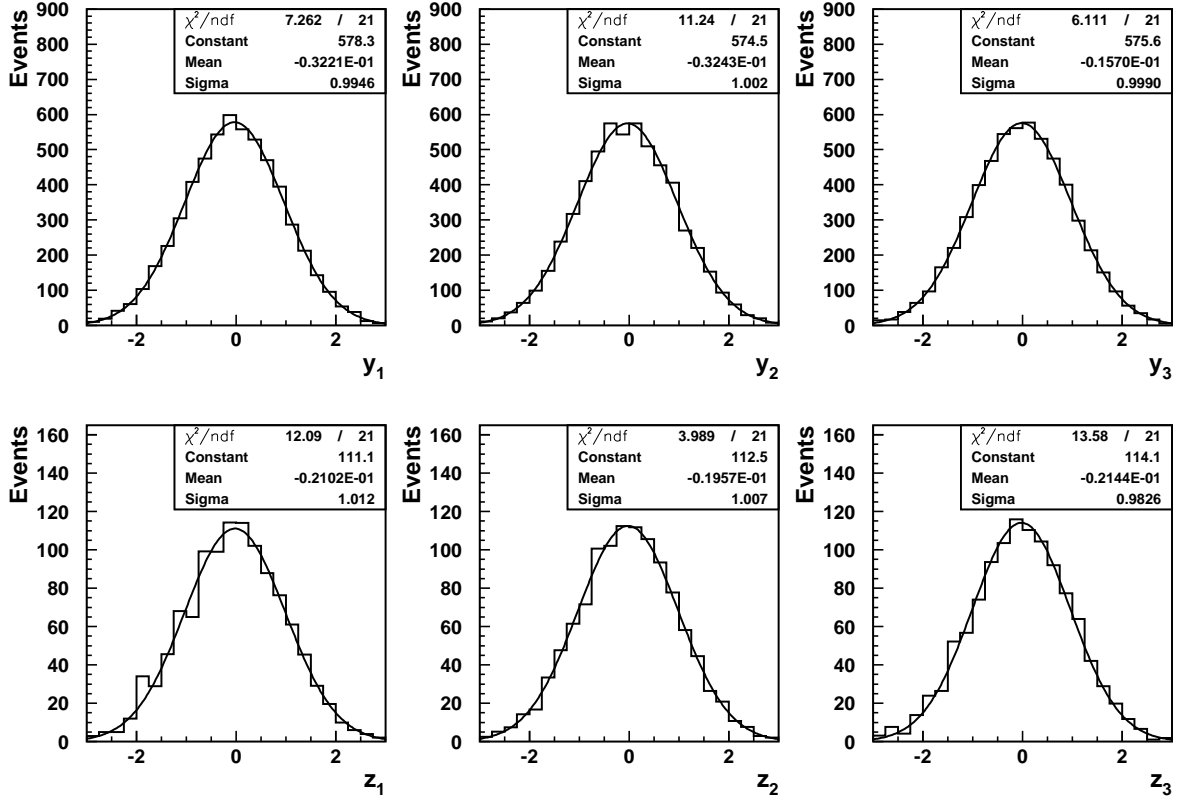 χ²/ndf 7.262 / 21
Constant 578.3
Mean -0.3221E-01
Sigma 0.9946
Events
900
800
700
600
500
400
300
200
100
0
-2 0 2
y1
χ²/ndf 11.24 / 21
Constant 574.5
Mean -0.3243E-01
Sigma 1.002
Events
900
800
700
600
500
400
300
200
100
0
-2 0 2
y2
χ²/ndf 6.111 / 21
Constant 575.6
Mean -0.1570E-01
Sigma 0.9990
Events
900
800
700
600
500
400
300
200
100
0
-2 0 2
y3
χ²/ndf 12.09 / 21
Constant 111.1
Mean -0.2102E-01
Sigma 1.012
Events
160
140
120
100
80
60
40
20
0
-2 0 2
z1
χ²/ndf 3.989 / 21
Constant 112.5
Mean -0.1957E-01
Sigma 1.007
Events
160
140
120
100
80
60
40
20
0
-2 0 2
z2
χ²/ndf 13.58 / 21
Constant 114.1
Mean -0.2144E-01
Sigma 0.9826
Events
160
140
120
100
80
60
40
20
0
-2 0 2
z3